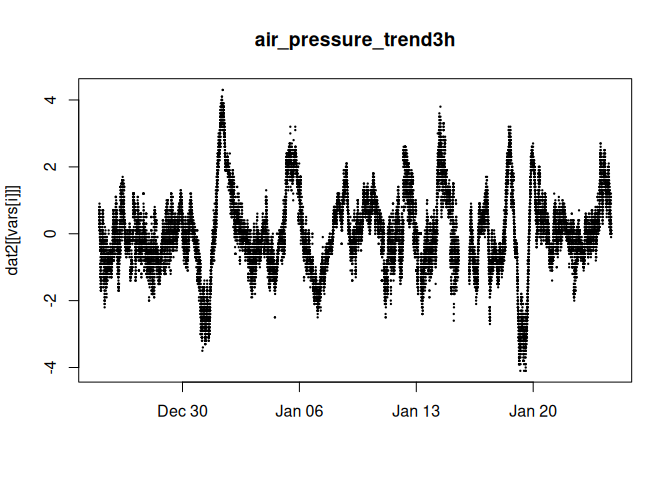 air_pressure_trend3h
dat2[[vars[i]]]
4
2
0
-2
-4
Dec 30
Jan 06
Jan 13
Jan 20